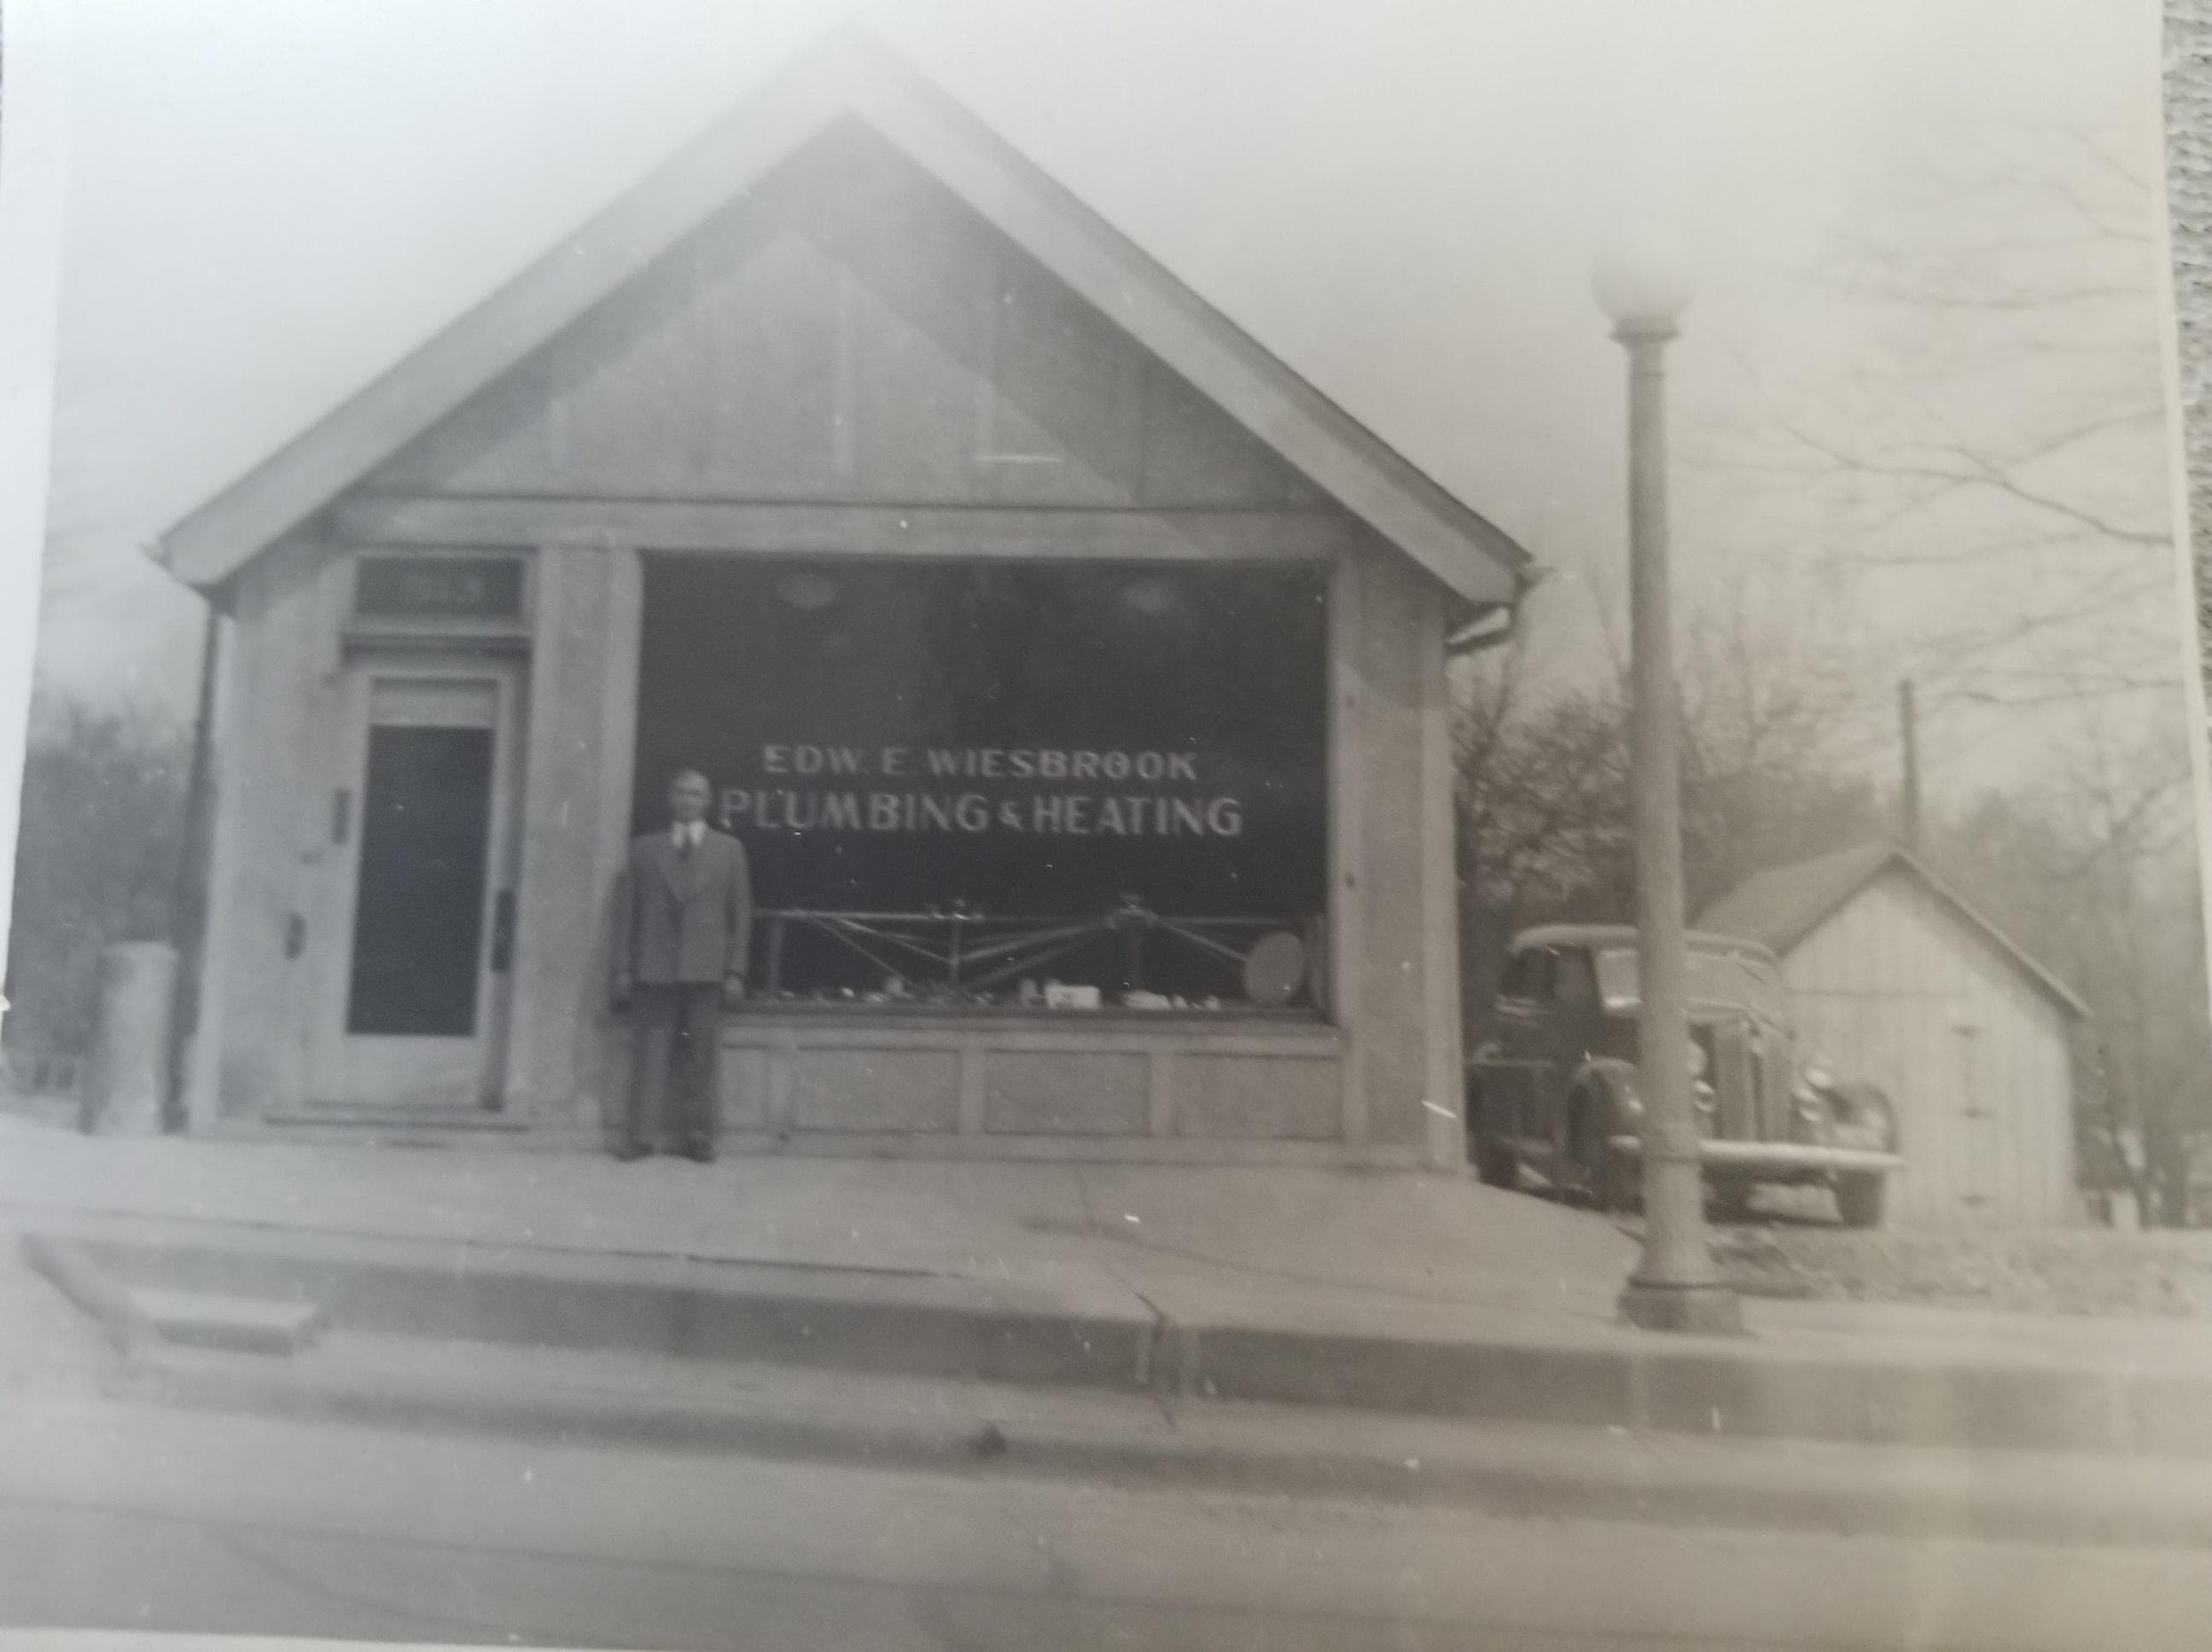 EDW. E. WIESBROOK
PLUMBING & HEATING